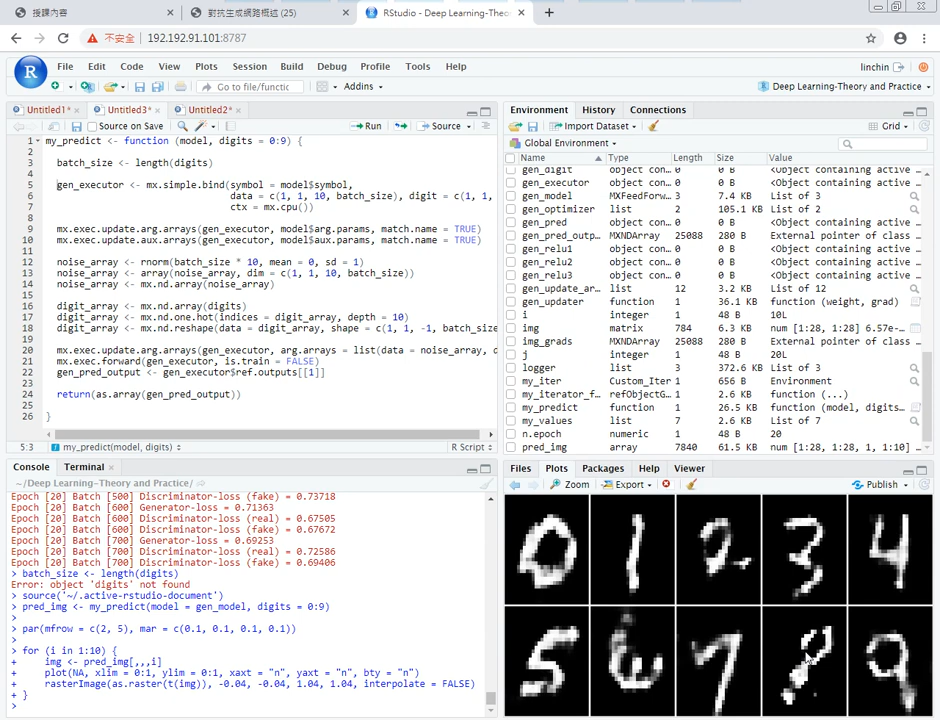 授課內容
對抗生成網路概述 (25)
RStudio - Deep Learning-Theo
不安全
192.192.91.101:8787
File Edit Code View Plots Session Build Debug Profile Tools Help
linchin
Go to file/function
Addins
Deep Learning-Theory and Practice
Untitled1*
Untitled3*
Untitled2*
Source on Save
Run
Source
1 my_predict <- function (model, digits = 0:9) {
2
3 batch_size <- length(digits)
4
5 gen_executor <- mx.simple.bind(symbol = model$symbol,
6 data = c(1, 1, 10, batch_size), digit = c(1, 1,
7 ctx = mx.cpu())
8
9 mx.exec.update.arg.arrays(gen_executor, model$arg.params, match.name = TRUE)
10 mx.exec.update.aux.arrays(gen_executor, model$aux.params, match.name = TRUE)
11
12 noise_array <- rnorm(batch_size * 10, mean = 0, sd = 1)
13 noise_array <- array(noise_array, dim = c(1, 1, 10, batch_size))
14 noise_array <- mx.nd.array(noise_array)
15
16 digit_array <- mx.nd.array(digits)
17 digit_array <- mx.nd.one.hot(indices = digit_array, depth = 10)
18 digit_array <- mx.nd.reshape(data = digit_array, shape = c(1, 1, -1, batch_size
19
20 mx.exec.update.arg.arrays(gen_executor, arg.arrays = list(data = noise_array, d
21 mx.exec.forward(gen_executor, is.train = FALSE)
22 gen_pred_output <- gen_executor$ref.outputs[[1]]
23
24 return(as.array(gen_pred_output))
25
26 }
5:3
my_predict(model, digits)
R Script
Console
Terminal
~/Deep Learning-Theory and Practice/
Epoch [20] Batch [500] Discriminator-loss (fake) = 0.73718
Epoch [20] Batch [600] Generator-loss = 0.71363
Epoch [20] Batch [600] Discriminator-loss (real) = 0.67505
Epoch [20] Batch [600] Discriminator-loss (fake) = 0.67672
Epoch [20] Batch [700] Generator-loss = 0.69253
Epoch [20] Batch [700] Discriminator-loss (real) = 0.72586
Epoch [20] Batch [700] Discriminator-loss (fake) = 0.69406
> batch_size <- length(digits)
Error: object 'digits' not found
> source('~/.active-rstudio-document')
> pred_img <- my_predict(model = gen_model, digits = 0:9)
>
> par(mfrow = c(2, 5), mar = c(0.1, 0.1, 0.1, 0.1))
>
> for (i in 1:10) {
+ img <- pred_img[,,,i]
+ plot(NA, xlim = 0:1, ylim = 0:1, xaxt = "n", yaxt = "n", bty = "n")
+ rasterImage(as.raster(t(img)), -0.04, -0.04, 1.04, 1.04, interpolate = FALSE)
+ }
>
Environment
History
Connections
Import Dataset
Grid
Global Environment
Name Type Length Size Value
gen_digit object con… 0 0 B <Object containing active …
gen_executor object con… 0 0 B <Object containing active …
gen_model MXFeedForw… 3 7.4 KB List of 3
gen_optimizer list 2 105.1 KB List of 2
gen_pred object con… 0 0 B <Object containing active …
gen_pred_outp… MXNDArray 25088 280 B External pointer of class …
gen_relu1 object con… 0 0 B <Object containing active …
gen_relu2 object con… 0 0 B <Object containing active …
gen_relu3 object con… 0 0 B <Object containing active …
gen_update_ar… list 12 3.2 KB List of 12
gen_updater function 1 36.1 KB function (weight, grad)
i integer 1 48 B 10L
img matrix 784 6.3 KB num [1:28, 1:28] 6.57e-…
img_grads MXNDArray 25088 280 B External pointer of class …
j integer 1 48 B 20L
logger list 3 372.6 KB List of 3
my_iter Custom_Iter 1 656 B Environment
my_iterator_f… refObjectG… 1 2.6 KB function (...)
my_predict function 1 26.5 KB function (model, digits…
my_values list 7 2.6 KB List of 7
n.epoch numeric 1 48 B 20
pred_img array 7840 61.5 KB num [1:28, 1:28, 1, 1:10] …
Files
Plots
Packages
Help
Viewer
Zoom
Export
Publish
0 1 2 3 4
5 6 7 8 9